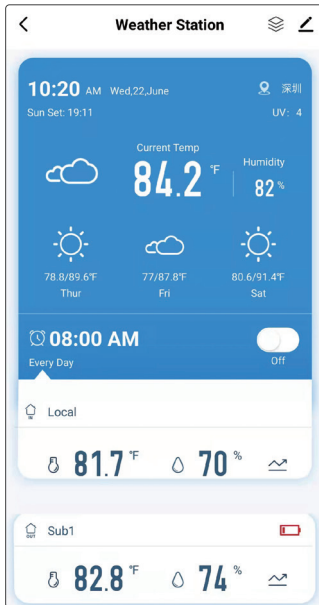 Weather Station
10:20 AM Wed,22,June 深圳
Sun Set: 19:11 UV: 4
Current Temp
84.2 °F
Humidity
82%
78.8/89.6°F 77/87.8°F 80.6/91.4°F
Thur Fri Sat
08:00 AM
Every Day Off
IN Local
81.7 °F 70 %
OUT Sub1
82.8 °F 74 %